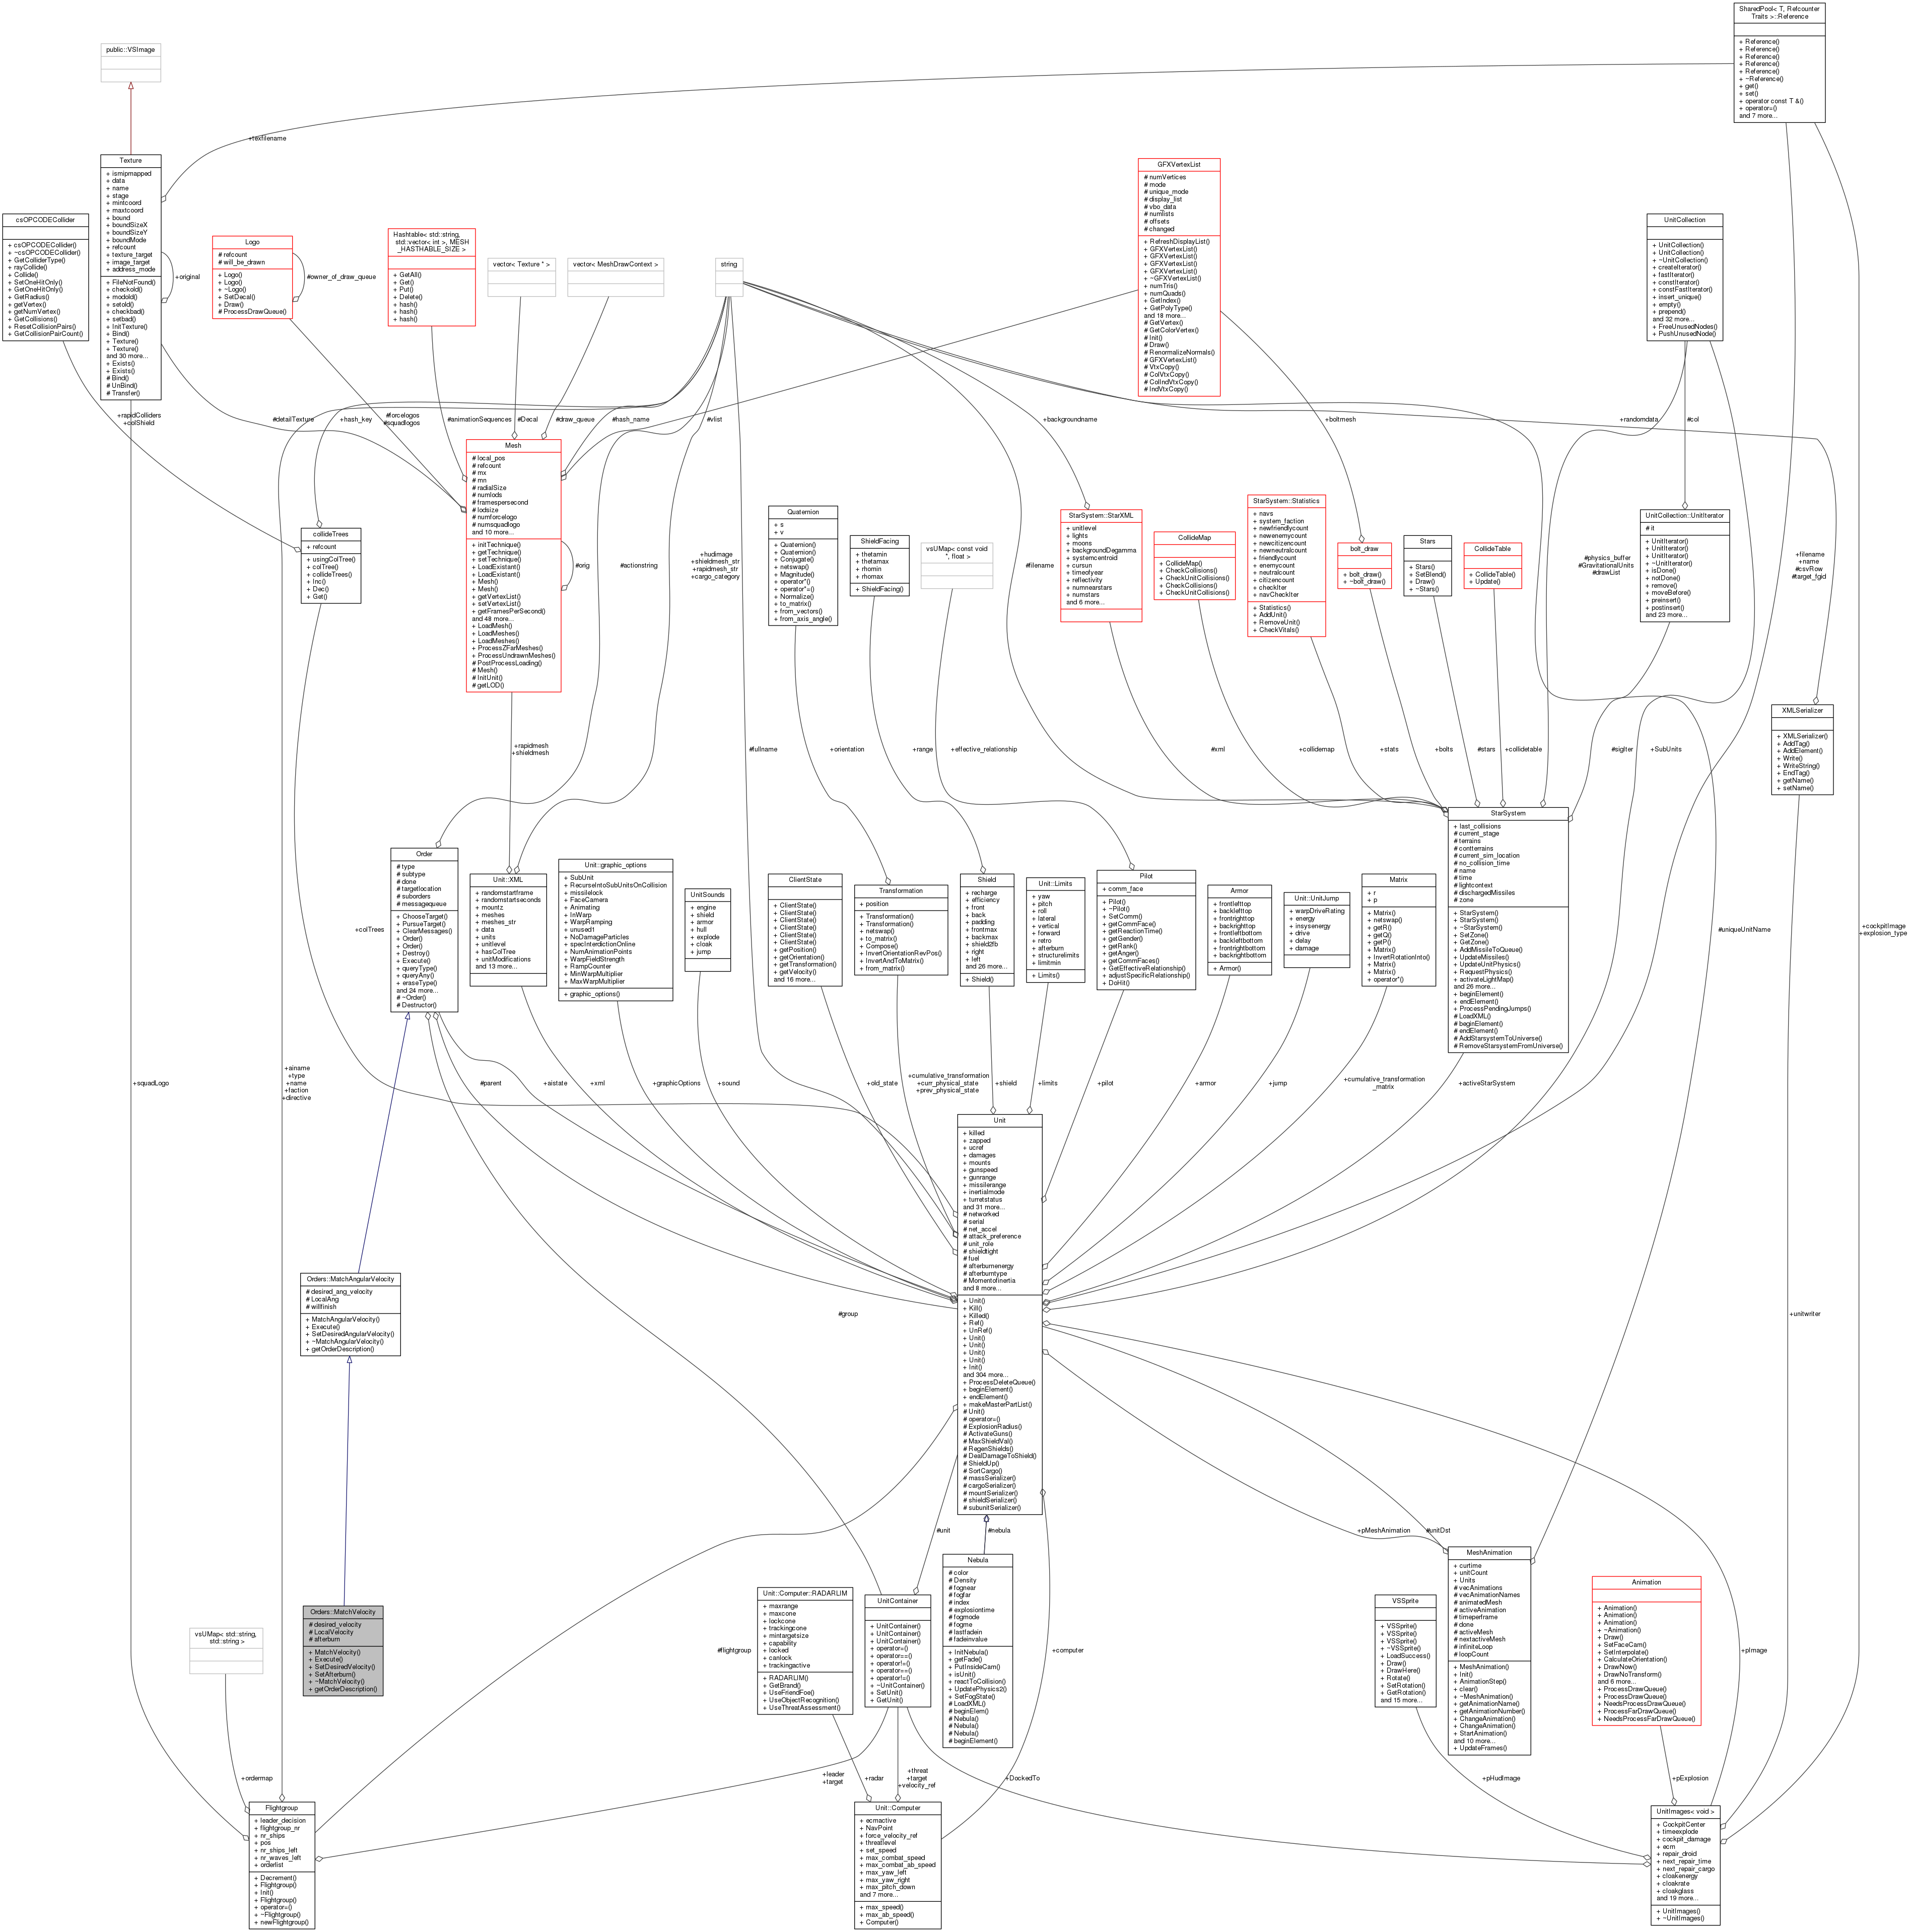 SharedPool< T, Refcounter
Traits >::Reference
+ Reference()
+ Reference()
+ Reference()
+ Reference()
+ Reference()
+ ~Reference()
+ get()
+ set()
+ operator const T &()
+ operator=()
and 7 more...
public::VSImage
+texfilename
Texture
+ ismipmapped
+ data
+ name
+ stage
+ mintcoord
+ maxtcoord
+ bound
+ boundSizeX
+ boundSizeY
+ boundMode
+ refcount
+ texture_target
+ image_target
+ address_mode
+ FileNotFound()
+ checkold()
+ modold()
+ setold()
+ checkbad()
+ setbad()
+ InitTexture()
+ Bind()
+ Texture()
+ Texture()
and 30 more...
+ Exists()
+ Exists()
# Bind()
# UnBind()
# Transfer()
+original
csOPCODECollider
+ csOPCODECollider()
+ ~csOPCODECollider()
+ GetColliderType()
+ rayCollide()
+ Collide()
+ SetOneHitOnly()
+ GetOneHitOnly()
+ GetRadius()
+ getVertex()
+ getNumVertex()
+ GetCollisions()
+ ResetCollisionPairs()
+ GetCollisionPairCount()
Logo
# refcount
# will_be_drawn
+ Logo()
+ Logo()
+ ~Logo()
+ SetDecal()
+ Draw()
# ProcessDrawQueue()
#owner_of_draw_queue
Hashtable< std::string,
std::vector< int >, MESH
_HASTHABLE_SIZE >
+ GetAll()
+ Get()
+ Put()
+ Delete()
+ hash()
+ hash()
+ hash()
vector< Texture * >
vector< MeshDrawContext >
string
GFXVertexList
# numVertices
# mode
# unique_mode
# display_list
# vbo_data
# numlists
# offsets
# changed
+ RefreshDisplayList()
+ GFXVertexList()
+ GFXVertexList()
+ GFXVertexList()
+ GFXVertexList()
+ ~GFXVertexList()
+ numTris()
+ numQuads()
+ GetIndex()
+ GetPolyType()
and 18 more...
# GetVertex()
# GetColorVertex()
# Init()
# Draw()
# RenormalizeNormals()
# GFXVertexList()
# VtxCopy()
# ColVtxCopy()
# ColIndVtxCopy()
# IndVtxCopy()
UnitCollection
+ UnitCollection()
+ UnitCollection()
+ ~UnitCollection()
+ createIterator()
+ fastIterator()
+ constIterator()
+ constFastIterator()
+ insert_unique()
+ empty()
+ prepend()
and 32 more...
+ FreeUnusedNodes()
+ PushUnusedNode()
+rapidColliders
+colShield
#detailTexture
+hash_key
#forcelogos
#squadlogos
#animationSequences
#Decal
#draw_queue
#hash_name
#vlist
+backgroundname
+boltmesh
+randomdata
#col
Mesh
# local_pos
# refcount
# mx
# mn
# radialSize
# numlods
# framespersecond
# lodsize
# numforcelogo
# numsquadlogo
and 10 more...
+ initTechnique()
+ getTechnique()
+ setTechnique()
+ LoadExistant()
+ LoadExistant()
+ Mesh()
+ Mesh()
+ getVertexList()
+ setVertexList()
+ getFramesPerSecond()
and 48 more...
+ LoadMesh()
+ LoadMeshes()
+ LoadMeshes()
+ ProcessZFarMeshes()
+ ProcessUndrawnMeshes()
# PostProcessLoading()
# Mesh()
# InitUnit()
# getLOD()
#orig
collideTrees
+ refcount
+ usingColTree()
+ colTree()
+ collideTrees()
+ Inc()
+ Dec()
+ Get()
#actionstring
+hudimage
+shieldmesh_str
+rapidmesh_str
+cargo_category
Quaternion
+ s
+ v
+ Quaternion()
+ Quaternion()
+ Conjugate()
+ netswap()
+ Magnitude()
+ operator*()
+ operator*=()
+ Normalize()
+ to_matrix()
+ from_vectors()
+ from_axis_angle()
ShieldFacing
+ thetamin
+ thetamax
+ rhomin
+ rhomax
+ ShieldFacing()
vsUMap< const void
*, float >
#filename
StarSystem::StarXML
+ unitlevel
+ lights
+ moons
+ backgroundDegamma
+ systemcentroid
+ cursun
+ timeofyear
+ reflectivity
+ numnearstars
+ numstars
and 6 more...
CollideMap
+ CollideMap()
+ CheckCollisions()
+ CheckUnitCollisions()
+ CheckCollisions()
+ CheckUnitCollisions()
StarSystem::Statistics
+ navs
+ system_faction
+ newfriendlycount
+ newenemycount
+ newcitizencount
+ newneutralcount
+ friendlycount
+ enemycount
+ neutralcount
+ citizencount
+ checkIter
+ navCheckIter
+ Statistics()
+ AddUnit()
+ RemoveUnit()
+ CheckVitals()
bolt_draw
+ bolt_draw()
+ ~bolt_draw()
Stars
+ Stars()
+ SetBlend()
+ Draw()
+ ~Stars()
CollideTable
+ CollideTable()
+ Update()
#physics_buffer
#GravitationalUnits
#drawList
UnitCollection::UnitIterator
# it
+ UnitIterator()
+ UnitIterator()
+ UnitIterator()
+ ~UnitIterator()
+ isDone()
+ notDone()
+ remove()
+ moveBefore()
+ preinsert()
+ postinsert()
and 23 more...
+filename
+name
#csvRow
#target_fgid
XMLSerializer
+ XMLSerializer()
+ AddTag()
+ AddElement()
+ Write()
+ WriteString()
+ EndTag()
+ getName()
+ setName()
+rapidmesh
+shieldmesh
#fullname
+orientation
+range
+effective_relationship
#xml
+collidemap
+stats
+bolts
#stars
+collidetable
#sigIter
+SubUnits
Order
# type
# subtype
# done
# targetlocation
# suborders
# messagequeue
+ ChooseTarget()
+ PursueTarget()
+ ClearMessages()
+ Order()
+ Order()
+ Destroy()
+ Execute()
+ queryType()
+ queryAny()
+ eraseType()
and 24 more...
# ~Order()
# Destructor()
Unit::XML
+ randomstartframe
+ randomstartseconds
+ mountz
+ meshes
+ meshes_str
+ data
+ units
+ unitlevel
+ hasColTree
+ unitModifications
and 13 more...
Unit::graphic_options
+ SubUnit
+ RecurseIntoSubUnitsOnCollision
+ missilelock
+ FaceCamera
+ Animating
+ InWarp
+ WarpRamping
+ unused1
+ NoDamageParticles
+ specInterdictionOnline
+ NumAnimationPoints
+ WarpFieldStrength
+ RampCounter
+ MinWarpMultiplier
+ MaxWarpMultiplier
+ graphic_options()
UnitSounds
+ engine
+ shield
+ armor
+ hull
+ explode
+ cloak
+ jump
ClientState
+ ClientState()
+ ClientState()
+ ClientState()
+ ClientState()
+ ClientState()
+ ClientState()
+ getPosition()
+ getOrientation()
+ getTransformation()
+ getVelocity()
and 16 more...
Transformation
+ position
+ Transformation()
+ Transformation()
+ netswap()
+ to_matrix()
+ Compose()
+ InvertOrientationRevPos()
+ InvertAndToMatrix()
+ from_matrix()
Shield
+ recharge
+ efficiency
+ front
+ back
+ padding
+ frontmax
+ backmax
+ shield2fb
+ right
+ left
and 26 more...
+ Shield()
Unit::Limits
+ yaw
+ pitch
+ roll
+ lateral
+ vertical
+ forward
+ retro
+ afterburn
+ structurelimits
+ limitmin
+ Limits()
Pilot
+ comm_face
+ Pilot()
+ ~Pilot()
+ SetComm()
+ getCommFace()
+ getReactionTime()
+ getGender()
+ getRank()
+ getAnger()
+ getCommFaces()
+ GetEffectiveRelationship()
+ adjustSpecificRelationship()
+ DoHit()
Armor
+ frontlefttop
+ backlefttop
+ frontrighttop
+ backrighttop
+ frontleftbottom
+ backleftbottom
+ frontrightbottom
+ backrightbottom
+ Armor()
Unit::UnitJump
+ warpDriveRating
+ energy
+ insysenergy
+ drive
+ delay
+ damage
Matrix
+ r
+ p
+ Matrix()
+ netswap()
+ getR()
+ getQ()
+ getP()
+ Matrix()
+ InvertRotationInto()
+ Matrix()
+ Matrix()
+ operator*()
StarSystem
+ last_collisions
# current_stage
# terrains
# contterrains
# current_sim_location
# no_collision_time
# name
# time
# lightcontext
# dischargedMissiles
# zone
+ StarSystem()
+ StarSystem()
+ ~StarSystem()
+ SetZone()
+ GetZone()
+ AddMissileToQueue()
+ UpdateMissiles()
+ UpdateUnitPhysics()
+ RequestPhysics()
+ activateLightMap()
and 26 more...
+ beginElement()
+ endElement()
+ ProcessPendingJumps()
# LoadXML()
# beginElement()
# endElement()
# AddStarsystemToUniverse()
# RemoveStarsystemFromUniverse()
+colTrees
#uniqueUnitName
+cockpitImage
+explosion_type
+squadLogo
+ainame
+type
+name
+faction
+directive
#parent
+aistate
+xml
+graphicOptions
+sound
+old_state
+cumulative_transformation
+curr_physical_state
+prev_physical_state
+shield
+limits
+pilot
+armor
+jump
+cumulative_transformation
_matrix
+activeStarSystem
Unit
+ killed
+ zapped
+ ucref
+ damages
+ mounts
+ gunspeed
+ gunrange
+ missilerange
+ inertialmode
+ turretstatus
and 31 more...
# networked
# serial
# net_accel
# attack_preference
# unit_role
# shieldtight
# fuel
# afterburnenergy
# afterburntype
# Momentofinertia
and 8 more...
+ Unit()
+ Kill()
+ Killed()
+ Ref()
+ UnRef()
+ Unit()
+ Unit()
+ Unit()
+ Unit()
+ Init()
and 304 more...
+ ProcessDeleteQueue()
+ beginElement()
+ endElement()
+ makeMasterPartList()
# Unit()
# operator=()
# ExplosionRadius()
# ActivateGuns()
# MaxShieldVal()
# RegenShields()
# DealDamageToShield()
# ShieldUp()
# SortCargo()
# massSerializer()
# cargoSerializer()
# mountSerializer()
# shieldSerializer()
# subunitSerializer()
Orders::MatchAngularVelocity
# desired_ang_velocity
# LocalAng
# willfinish
+ MatchAngularVelocity()
+ Execute()
+ SetDesiredAngularVelocity()
+ ~MatchAngularVelocity()
+ getOrderDescription()
#group
+unitwriter
#unit
#nebula
+pMeshAnimation
#unitDst
Orders::MatchVelocity
# desired_velocity
# LocalVelocity
# afterburn
+ MatchVelocity()
+ Execute()
+ SetDesiredVelocity()
+ SetAfterburn()
+ ~MatchVelocity()
+ getOrderDescription()
vsUMap< std::string,
std::string >
#flightgroup
Unit::Computer::RADARLIM
+ maxrange
+ maxcone
+ lockcone
+ trackingcone
+ mintargetsize
+ capability
+ locked
+ canlock
+ trackingactive
+ RADARLIM()
+ GetBrand()
+ UseFriendFoe()
+ UseObjectRecognition()
+ UseThreatAssessment()
UnitContainer
+ UnitContainer()
+ UnitContainer()
+ UnitContainer()
+ operator=()
+ operator==()
+ operator!=()
+ operator==()
+ operator!=()
+ ~UnitContainer()
+ SetUnit()
+ GetUnit()
Nebula
# color
# Density
# fognear
# fogfar
# index
# explosiontime
# fogmode
# fogme
# lastfadein
# fadeinvalue
+ InitNebula()
+ getFade()
+ PutInsideCam()
+ isUnit()
+ reactToCollision()
+ UpdatePhysics2()
+ SetFogState()
# LoadXML()
# beginElem()
# Nebula()
# Nebula()
# Nebula()
# beginElement()
+computer
VSSprite
+ VSSprite()
+ VSSprite()
+ VSSprite()
+ ~VSSprite()
+ LoadSuccess()
+ Draw()
+ DrawHere()
+ Rotate()
+ SetRotation()
+ GetRotation()
and 15 more...
MeshAnimation
+ curtime
+ unitCount
+ Units
# vecAnimations
# vecAnimationNames
# animatedMesh
# activeAnimation
# timeperframe
# done
# activeMesh
# nextactiveMesh
# infiniteLoop
# loopCount
+ MeshAnimation()
+ Init()
+ AnimationStep()
+ clear()
+ ~MeshAnimation()
+ getAnimationName()
+ getAnimationNumber()
+ ChangeAnimation()
+ ChangeAnimation()
+ StartAnimation()
and 10 more...
+ UpdateFrames()
Animation
+ Animation()
+ Animation()
+ Animation()
+ ~Animation()
+ Draw()
+ SetFaceCam()
+ SetInterpolate()
+ CalculateOrientation()
+ DrawNow()
+ DrawNoTransform()
and 6 more...
+ ProcessDrawQueue()
+ ProcessDrawQueue()
+ NeedsProcessDrawQueue()
+ ProcessFarDrawQueue()
+ NeedsProcessFarDrawQueue()
+pImage
+ordermap
+leader
+target
+radar
+threat
+target
+velocity_ref
+DockedTo
+pHudImage
+pExplosion
Flightgroup
+ leader_decision
+ flightgroup_nr
+ nr_ships
+ pos
+ nr_ships_left
+ nr_waves_left
+ orderlist
+ Decrement()
+ Flightgroup()
+ Init()
+ Flightgroup()
+ operator=()
+ ~Flightgroup()
+ newFlightgroup()
Unit::Computer
+ ecmactive
+ NavPoint
+ force_velocity_ref
+ threatlevel
+ set_speed
+ max_combat_speed
+ max_combat_ab_speed
+ max_yaw_left
+ max_yaw_right
+ max_pitch_down
and 7 more...
+ max_speed()
+ max_ab_speed()
+ Computer()
UnitImages< void >
+ CockpitCenter
+ timeexplode
+ cockpit_damage
+ ecm
+ repair_droid
+ next_repair_time
+ next_repair_cargo
+ cloakenergy
+ cloakrate
+ cloakglass
and 19 more...
+ UnitImages()
+ ~UnitImages()